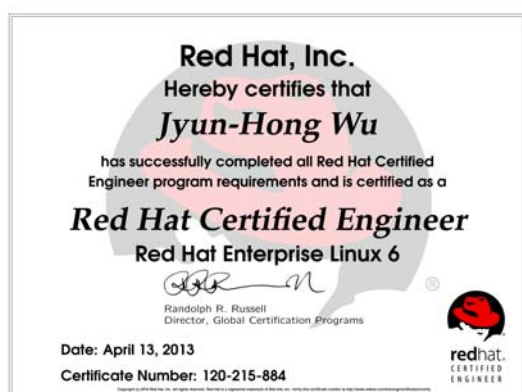 Red Hat, Inc.
Hereby certifies that
Jyun-Hong Wu
has successfully completed all Red Hat Certified
Engineer program requirements and is certified as a
Red Hat Certified Engineer
Red Hat Enterprise Linux 6
Randolph R. Russell
Director, Global Certification Programs
®
redhat.
CERTIFIED
ENGINEER
Date: April 13, 2013
Certificate Number: 120-215-884